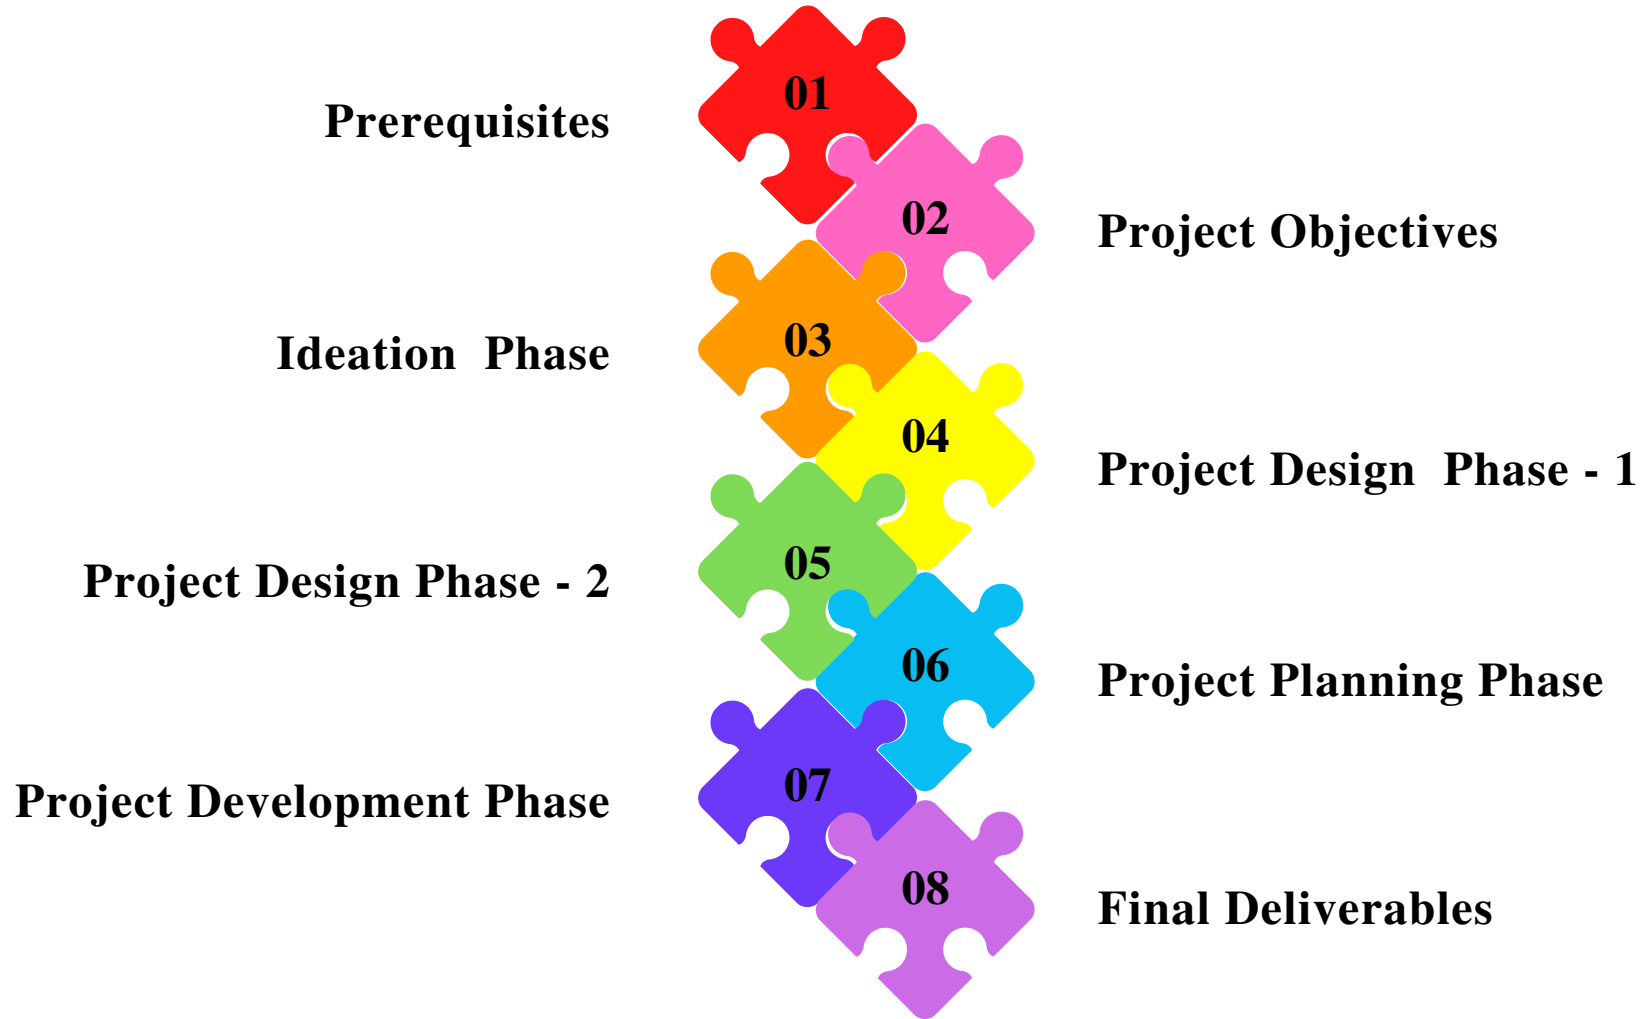 01
Prerequisites
02
Project Objectives
03
Ideation  Phase
04
Project Design  Phase - 1
05
Project Design Phase - 2
06
Project Planning Phase
07
Project Development Phase
08
Final Deliverables